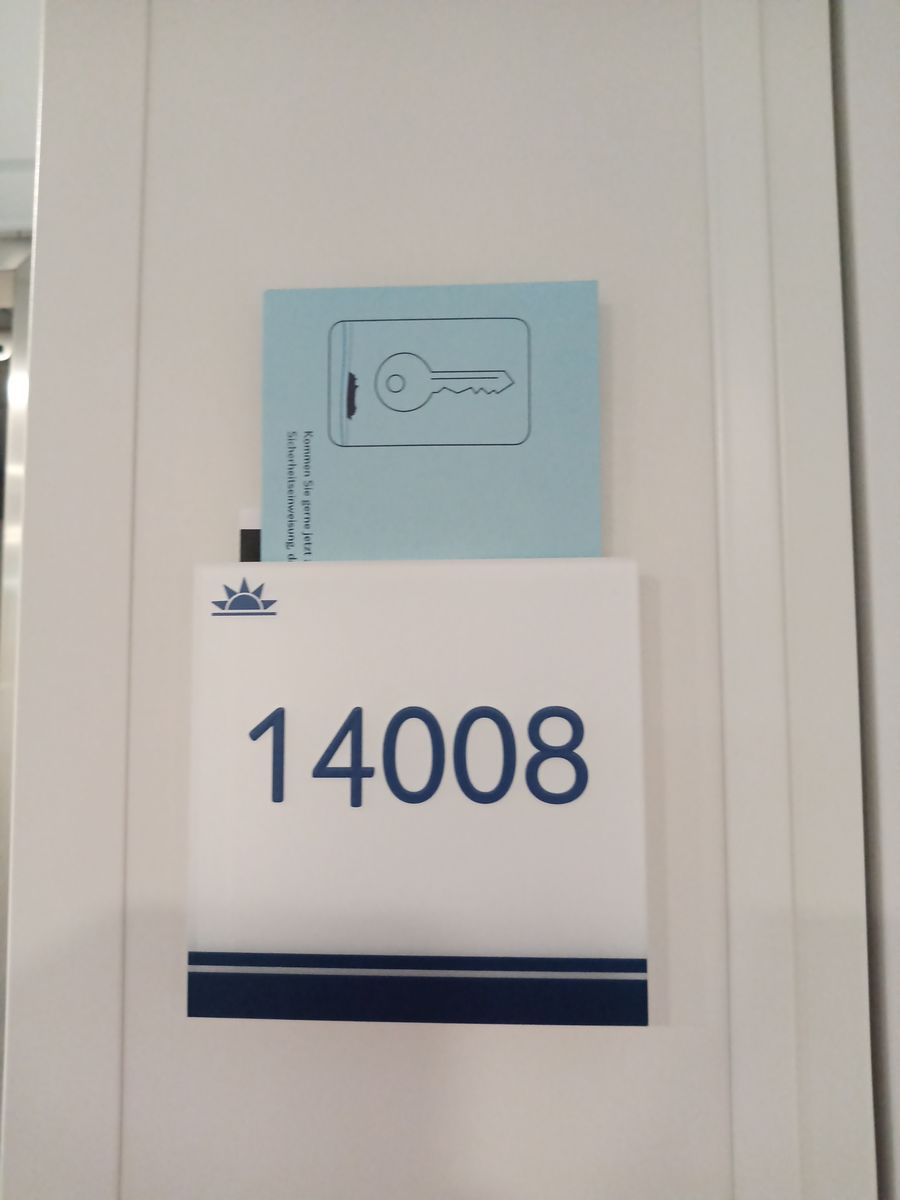 Kommen Sie gerne jetzt
Sicherheitseinweisung,
14008